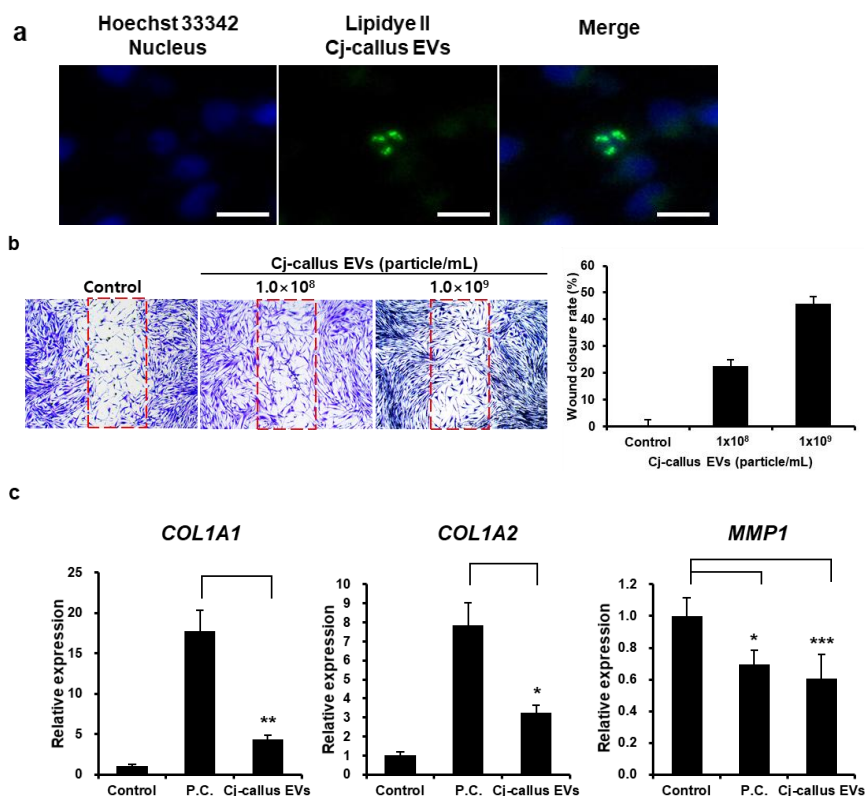 a
Hoechst 33342
Nucleus
Lipidye II
Cj-callus EVs
Merge
b
Control
Cj-callus EVs (particle/mL)
1.0×10⁸
1.0×10⁹
Wound closure rate (%)
60
50
40
30
20
10
0
Control
1x10⁸
1x10⁹
Cj-callus EVs (particle/mL)
c
COL1A1
Relative expression
25
20
15
10
5
0
**
Control
P.C.
Cj-callus EVs
COL1A2
Relative expression
10
9
8
7
6
5
4
3
2
1
0
*
Control
P.C.
Cj-callus EVs
MMP1
Relative expression
1.2
1.0
0.8
0.6
0.4
0.2
0.0
*
***
Control
P.C.
Cj-callus EVs